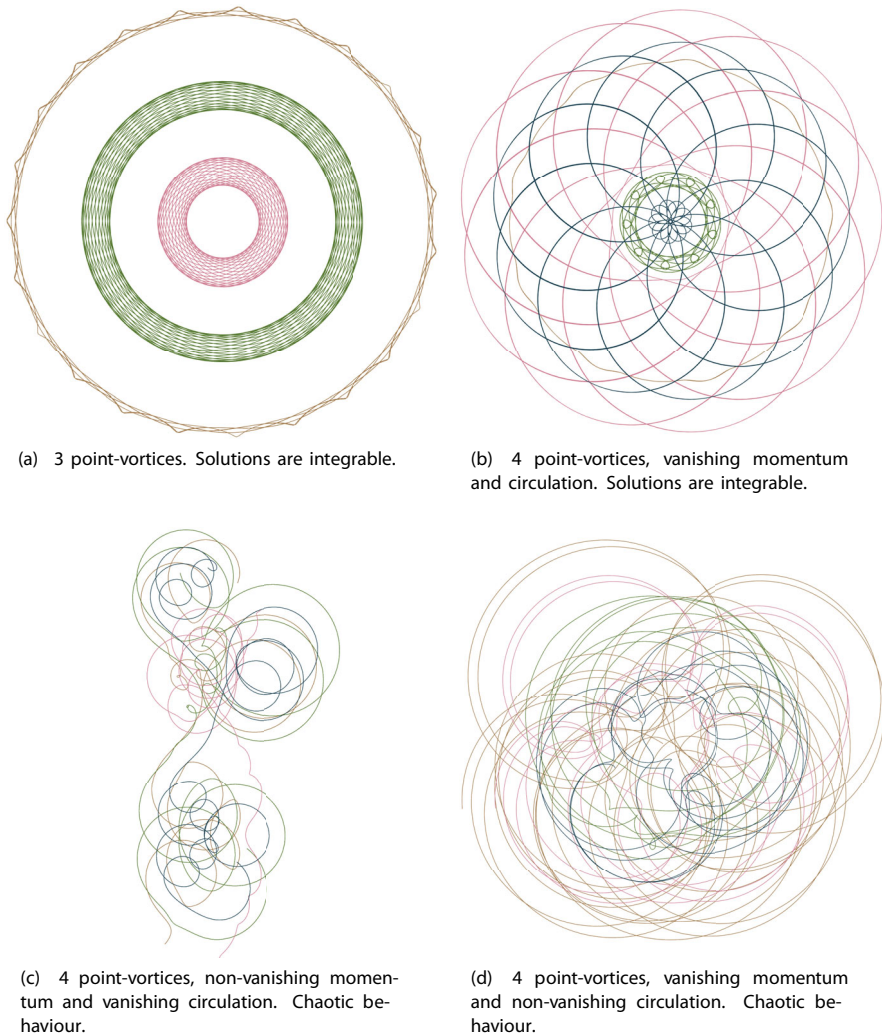 (a) 3 point-vortices. Solutions are integrable.
(b) 4 point-vortices, vanishing momentum
and circulation. Solutions are integrable.
(c) 4 point-vortices, non-vanishing momen-
tum and vanishing circulation. Chaotic be-
haviour.
(d) 4 point-vortices, vanishing momentum
and non-vanishing circulation. Chaotic be-
haviour.